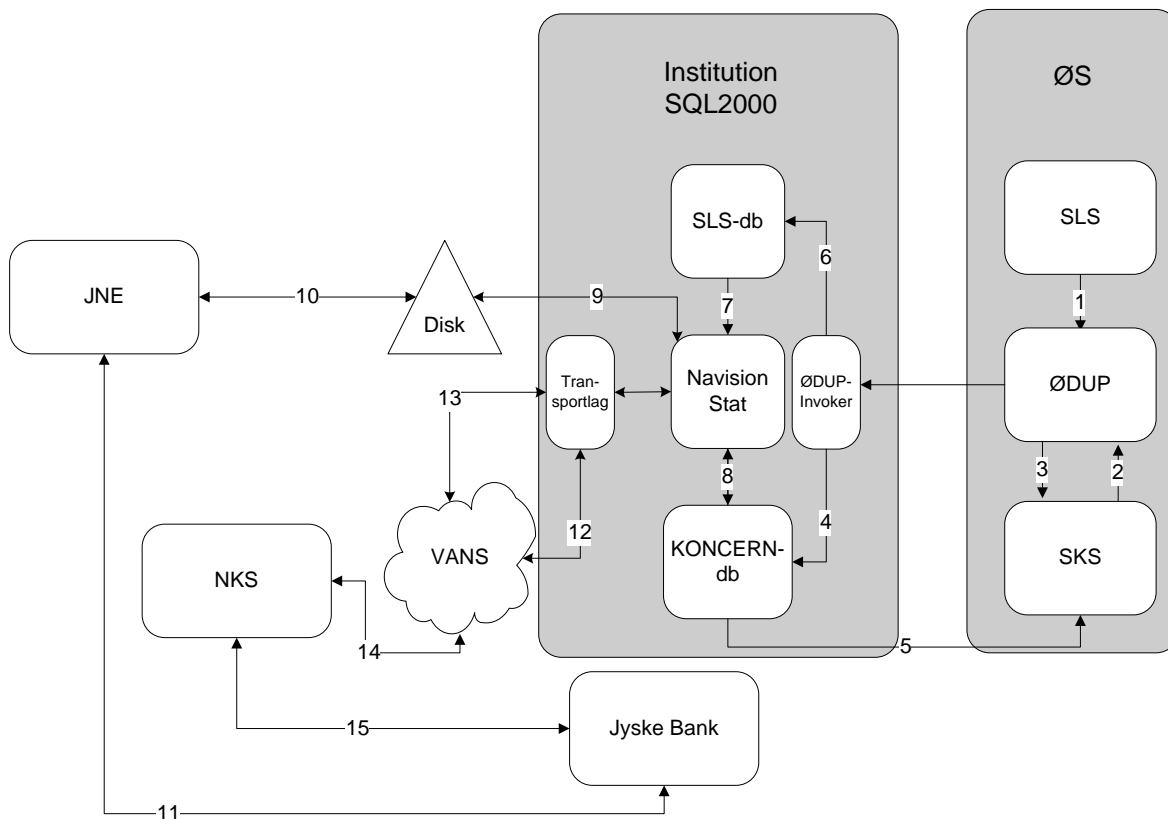 Institution
SQL2000
ØS
SLS-db
SLS
6
JNE
10
9
7
1
Disk
Tran-
sportlag
Navision
Stat
ØDUP-
Invoker
ØDUP
13
8
3
2
4
12
VANS
KONCERN-
db
SKS
NKS
14
5
15
Jyske Bank
11